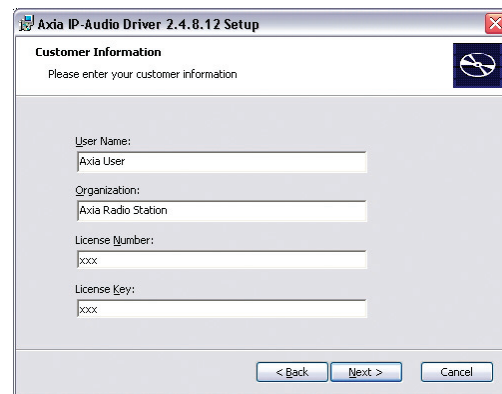 Axia IP-Audio Driver 2.4.8.12 Setup
Customer Information
Please enter your customer information
User Name:
Axia User
Organization:
Axia Radio Station
License Number:
xxx
License Key:
xxx
< Back
Next >
Cancel